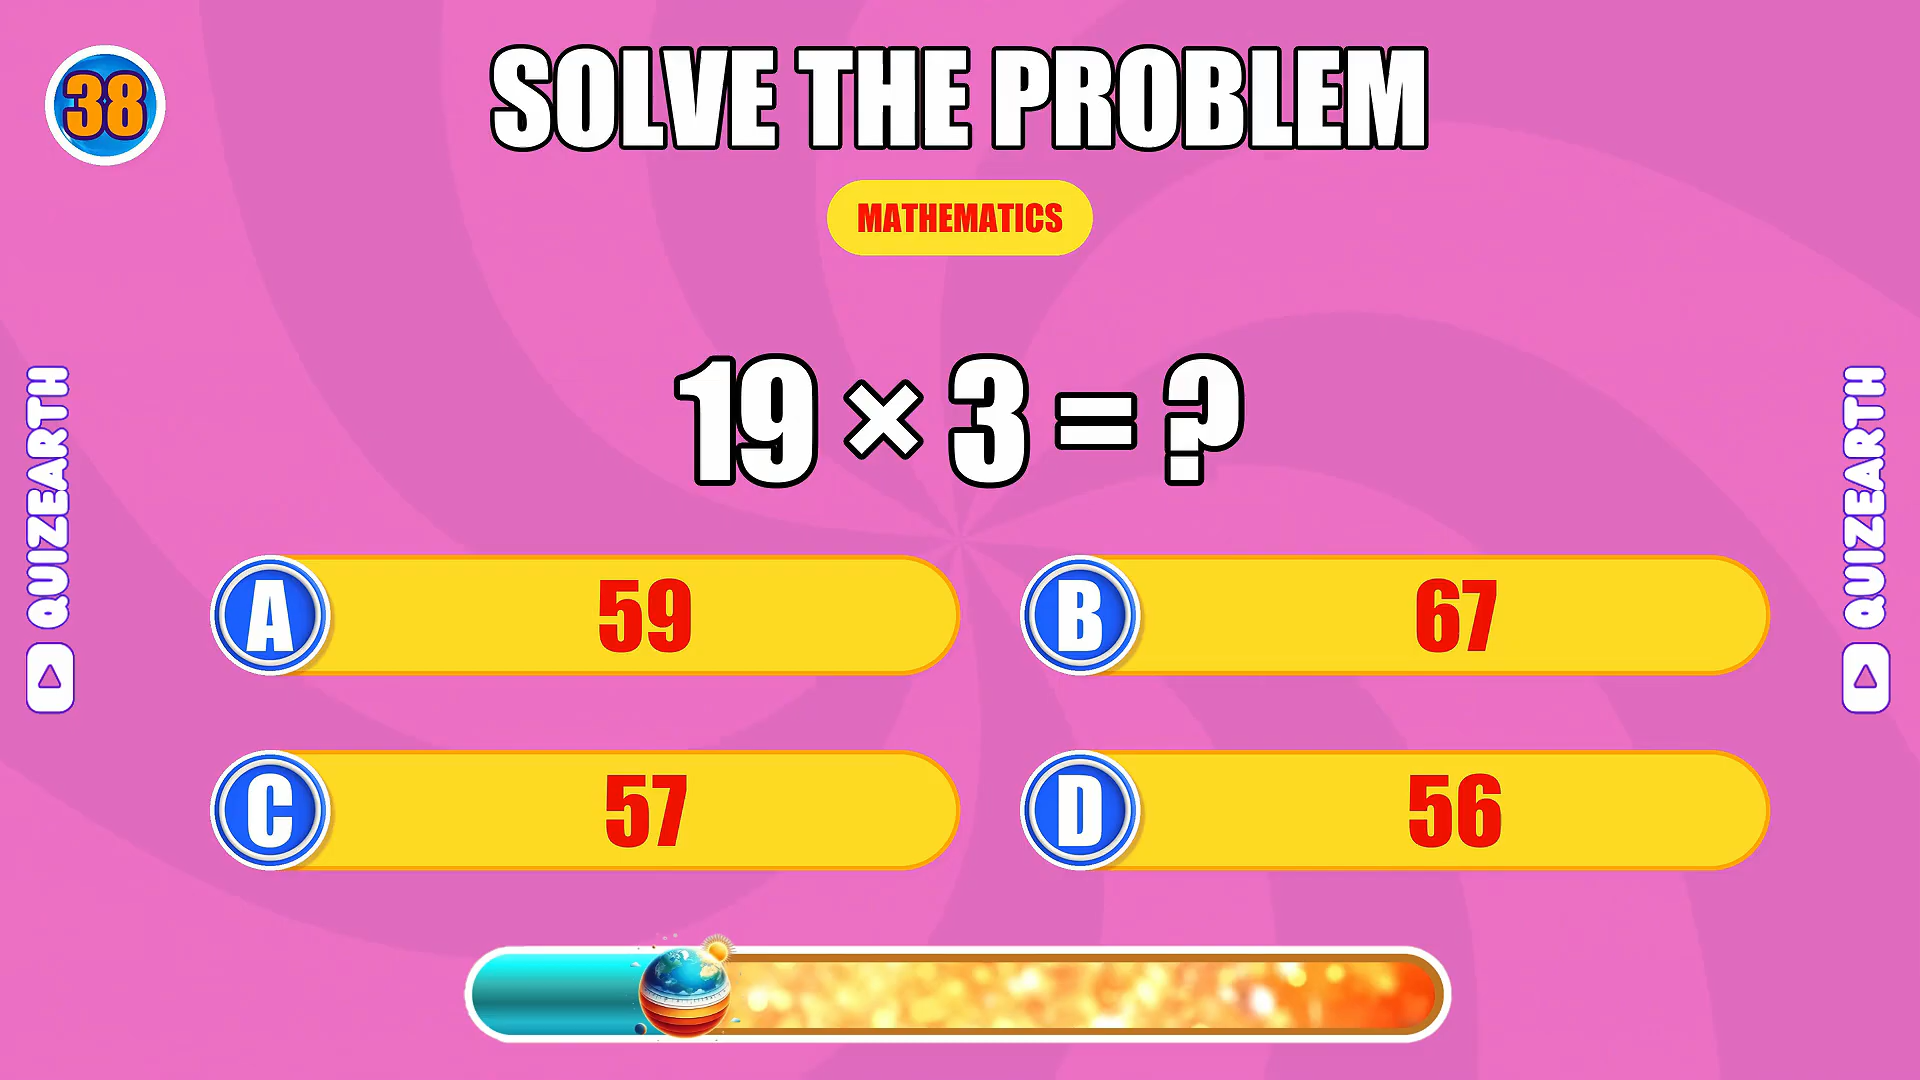 38
SOLVE THE PROBLEM
MATHEMATICS
19 × 3 = ?
A 59
B 67
C 57
D 56
QUIZEARTH
QUIZEARTH